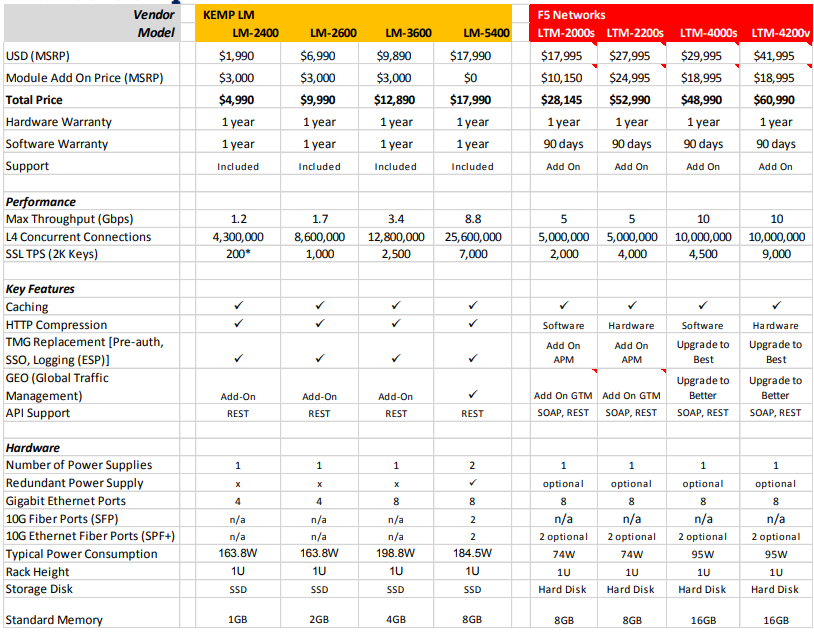 Vendor KEMP LM F5 Networks
Model LM-2400 LM-2600 LM-3600 LM-5400 LTM-2000s LTM-2200s LTM-4000s LTM-4200v
USD (MSRP) $1,990 $6,990 $9,890 $17,990 $17,995 $27,995 $29,995 $41,995
Module Add On Price (MSRP) $3,000 $3,000 $3,000 $0 $10,150 $24,995 $18,995 $18,995
Total Price $4,990 $9,990 $12,890 $17,990 $28,145 $52,990 $48,990 $60,990
Hardware Warranty 1 year 1 year 1 year 1 year 1 year 1 year 1 year 1 year
Software Warranty 1 year 1 year 1 year 1 year 90 days 90 days 90 days 90 days
Support Included Included Included Included Add On Add On Add On Add On
Performance
Max Throughput (Gbps) 1.2 1.7 3.4 8.8 5 5 10 10
L4 Concurrent Connections 4,300,000 8,600,000 12,800,000 25,600,000 5,000,000 5,000,000 10,000,000 10,000,000
SSL TPS (2K Keys) 200* 1,000 2,500 7,000 2,000 4,000 4,500 9,000
Key Features
Caching ✓ ✓ ✓ ✓ ✓ ✓ ✓ ✓
HTTP Compression ✓ ✓ ✓ ✓ Software Hardware Software Hardware
TMG Replacement [Pre-auth, Add On Add On Upgrade to Upgrade to
SSO, Logging (ESP)] ✓ ✓ ✓ ✓ APM APM Best Best
GEO (Global Traffic Upgrade to Upgrade to
Management) Add-On Add-On Add-On ✓ Add On GTM Add On GTM Better Better
API Support REST REST REST REST SOAP, REST SOAP, REST SOAP, REST SOAP, REST
Hardware
Number of Power Supplies 1 1 1 2 1 1 1 1
Redundant Power Supply x x x ✓ optional optional optional optional
Gigabit Ethernet Ports 4 4 8 8 8 8 8 8
10G Fiber Ports (SFP) n/a n/a n/a 2 n/a n/a n/a n/a
10G Ethernet Fiber Ports (SPF+) n/a n/a n/a 2 2 optional 2 optional 2 optional 2 optional
Typical Power Consumption 163.8W 163.8W 198.8W 184.5W 74W 74W 95W 95W
Rack Height 1U 1U 1U 1U 1U 1U 1U 1U
Storage Disk SSD SSD SSD SSD Hard Disk Hard Disk Hard Disk Hard Disk
Standard Memory 1GB 2GB 4GB 8GB 8GB 8GB 16GB 16GB